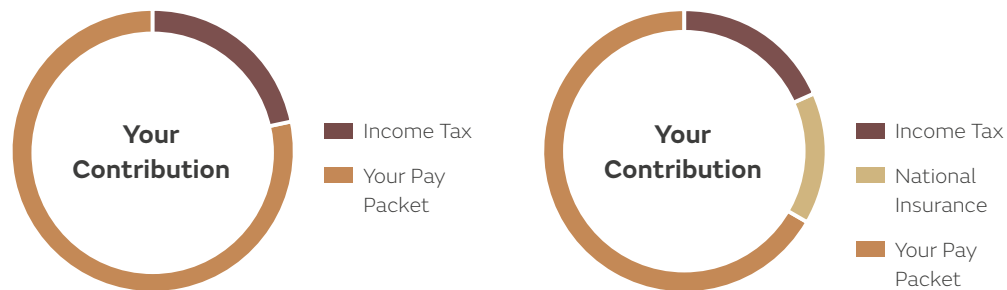 Your
Contribution
Income Tax
Your Pay
Packet
Your
Contribution
Income Tax
National
Insurance
Your Pay
Packet